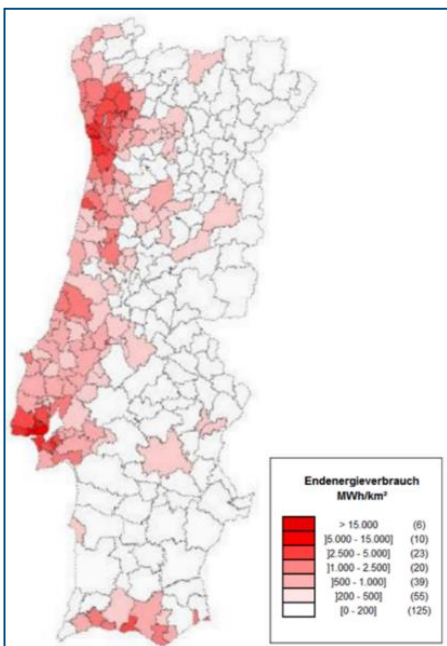 Endenergieverbrauch
MWh/km²
> 15.000 (6)
]5.000 - 15.000] (10)
]2.500 - 5.000] (23)
]1.000 - 2.500] (20)
]500 - 1.000] (39)
]200 - 500] (55)
[0 - 200] (125)